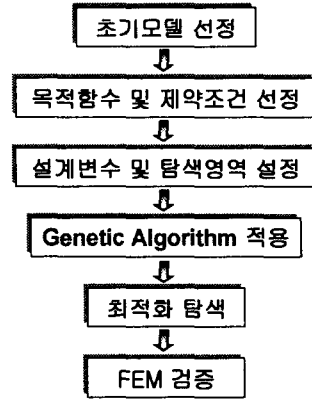 초기모델 선정
목적함수 및 제약조건 선정
설계변수 및 탐색영역 설정
Genetic Algorithm 적용
최적화 탐색
FEM 검증